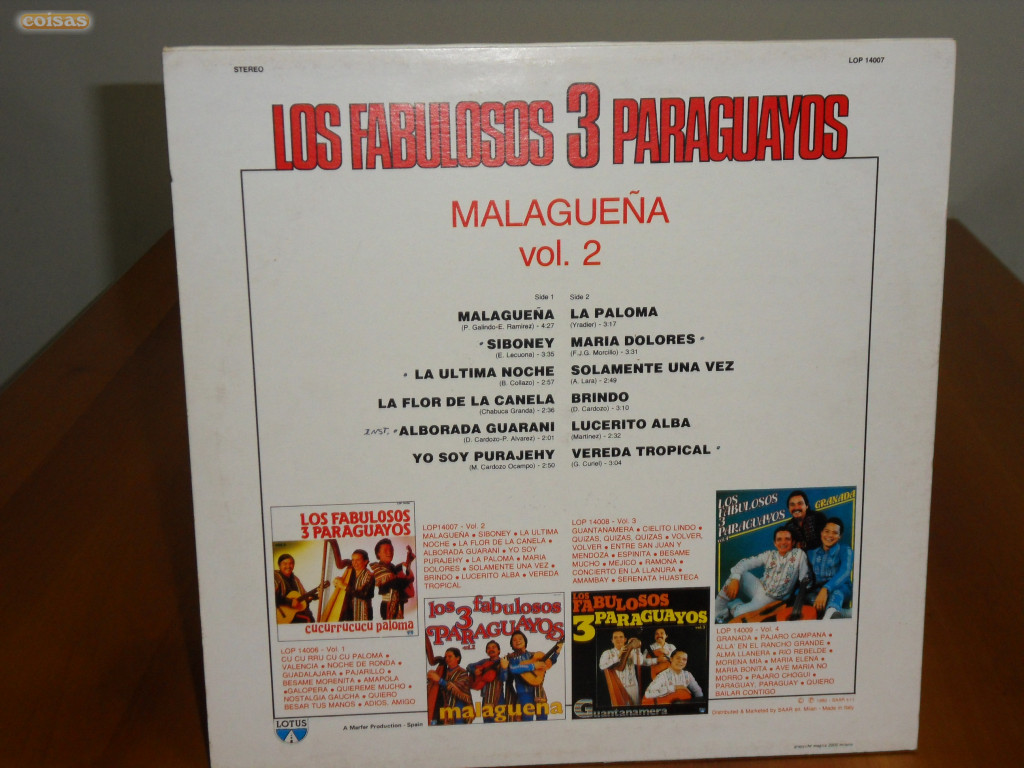 coisas
STEREO
LOP 14007
LOS FABULOSOS 3 PARAGUAYOS
MALAGUEÑA
vol. 2
Side 1
MALAGUEÑA
(P. Galindo-E. Ramirez) - 4:27
* SIBONEY
(E. Lecuona) - 3:35
* LA ULTIMA NOCHE
(B. Collazo) - 2:57
LA FLOR DE LA CANELA
(Chabuca Granda) - 2:36
INST. * ALBORADA GUARANI
(D. Cardozo-P. Alvarez) - 2:01
YO SOY PURAJEHY
(M. Cardozo Ocampo) - 2:50
Side 2
LA PALOMA
(Yradier) - 3:17
MARIA DOLORES *
(F.J.G. Morcillo) - 3:31
SOLAMENTE UNA VEZ
(A. Lara) - 2:49
BRINDO
(D. Cardozo) - 3:10
LUCERITO ALBA
(Martinez) - 2:32
VEREDA TROPICAL *
(G. Curiel) - 3:04
LOS FABULOSOS
3 PARAGUAYOS
cucurrucucu paloma
LOP 14006 - Vol. 1
CU CU RRU CU CU PALOMA •
VALENCIA • NOCHE DE RONDA •
GUADALAJARA • PAJARILLO •
BESAME MORENITA • AMAPOLA
• GALOPERA • QUIEREME MUCHO •
NOSTALGIA GAUCHA • QUIERO
BESAR TUS MANOS • ADIOS, AMIGO
LOP14007 - Vol. 2
MALAGUEÑA • SIBONEY • LA ULTIMA
NOCHE • LA FLOR DE LA CANELA •
ALBORADA GUARANI • YO SOY
PURAJEHY • LA PALOMA • MARIA
DOLORES • SOLAMENTE UNA VEZ •
BRINDO • LUCERITO ALBA • VEREDA
TROPICAL
los 3 fabulosos
PARAGUAYOS
vol.2
malagueña
LOP 14008 - Vol. 3
GUANTANAMERA • CIELITO LINDO •
QUIZAS, QUIZAS, QUIZAS • VOLVER,
VOLVER • ENTRE SAN JUAN Y
MENDOZA • ESPINITA • BESAME
MUCHO • MEJICO • RAMONA •
CONCIERTO EN LA LLANURA •
AMAMBAY • SERENATA HUASTECA
LOS FABULOSOS
3 PARAGUAYOS
Guantanamera
LOS
FABULOSOS
3
PARAGUAYOS
GRANADA
LOP 14009 - Vol. 4
GRANADA • PAJARO CAMPANA •
ALLA' EN EL RANCHO GRANDE •
ALMA LLANERA • RIO REBELDE •
MORENA MIA • MARIA ELENA •
MARIA BONITA • AVE MARIA NO
MORRO • PAJARO CHOGUI •
PARAGUAY, PARAGUAY • QUIERO
BAILAR CONTIGO
LOTUS
A Marfer Production - Spain
Distributed & Marketed by SAAR srl. Milan - Made in Italy